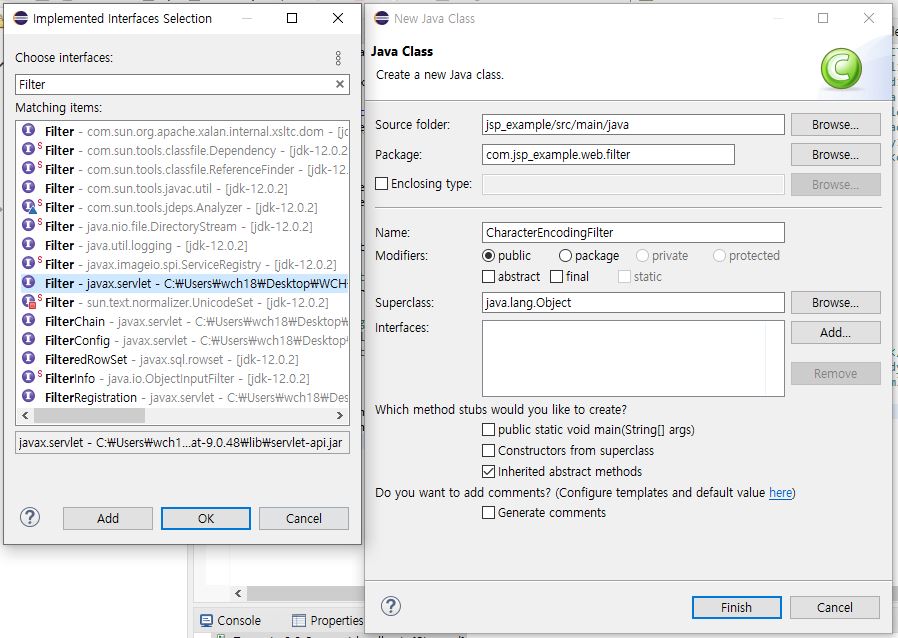 Implemented Interfaces Selection
Choose interfaces:
Filter
Matching items:
Filter - com.sun.org.apache.xalan.internal.xsltc.dom - [jc
Filter - com.sun.tools.classfile.Dependency - [jdk-12.0.2
Filter - com.sun.tools.classfile.ReferenceFinder - [jdk-12.
Filter - com.sun.tools.javac.util - [jdk-12.0.2]
Filter - com.sun.tools.jdeps.Analyzer - [jdk-12.0.2]
Filter - java.nio.file.DirectoryStream - [jdk-12.0.2]
Filter - java.util.logging - [jdk-12.0.2]
Filter - javax.imageio.spi.ServiceRegistry - [jdk-12.0.2]
Filter - javax.servlet - C:₩Users₩wch18₩Desktop₩WCH
Filter - sun.text.normalizer.UnicodeSet - [jdk-12.0.2]
FilterChain - javax.servlet - C:₩Users₩wch18₩Desktop₩
FilterConfig - javax.servlet - C:₩Users₩wch18₩Desktop₩
FilteredRowSet - javax.sql.rowset - [jdk-12.0.2]
FilterInfo - java.io.ObjectInputFilter - [jdk-12.0.2]
FilterRegistration - javax.servlet - C:₩Users₩wch18₩Des
javax.servlet - C:₩Users₩wch1...at-9.0.48₩lib₩servlet-api.jar
Add
OK
Cancel
New Java Class
Java Class
Create a new Java class.
Source folder: jsp_example/src/main/java Browse...
Package: com.jsp_example.web.filter Browse...
Enclosing type: Browse...
Name: CharacterEncodingFilter
Modifiers: public package private protected
abstract final static
Superclass: java.lang.Object Browse...
Interfaces: Add...
Remove
Which method stubs would you like to create?
public static void main(String[] args)
Constructors from superclass
Inherited abstract methods
Do you want to add comments? (Configure templates and default value here)
Generate comments
Finish Cancel
Console Properties